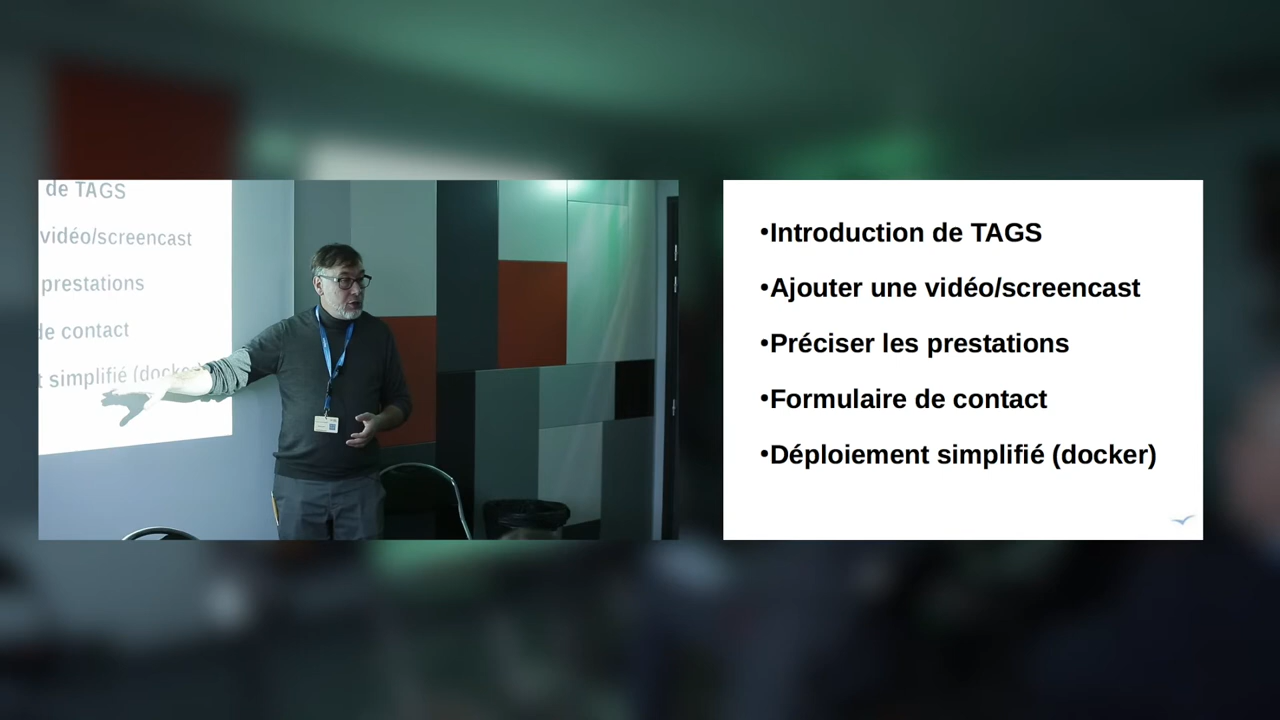 de TAGS
vidéo/screencast
prestations
de contact
t simplifié (docker
•Introduction de TAGS
•Ajouter une vidéo/screencast
•Préciser les prestations
•Formulaire de contact
•Déploiement simplifié (docker)